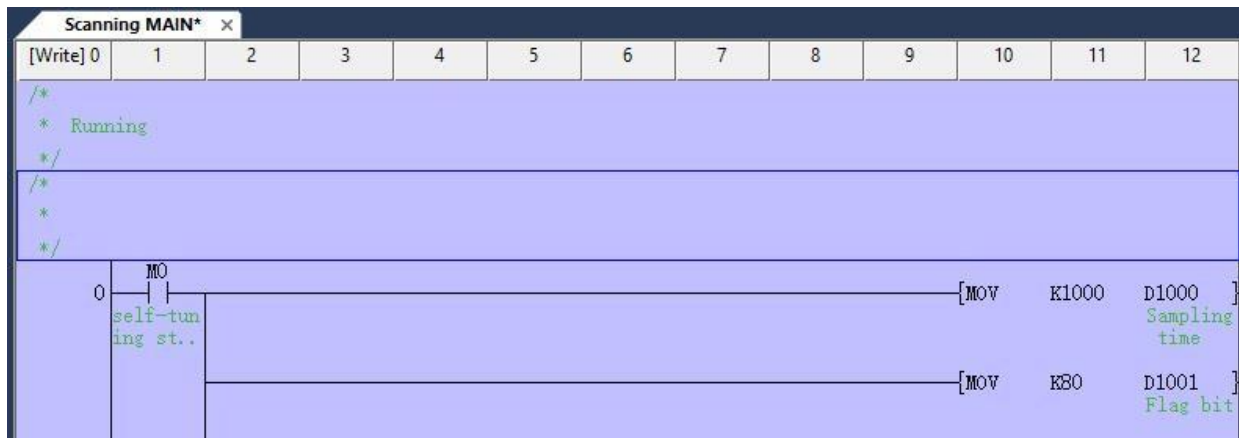 Scanning MAIN* ×
[Write] 0 1 2 3 4 5 6 7 8 9 10 11 12
/*
* Running
*/
/*
*
*/
M0
0 [MOV K1000 D1000 ]
self-tun
ing st..
Sampling
time
[MOV K80 D1001 ]
Flag bit